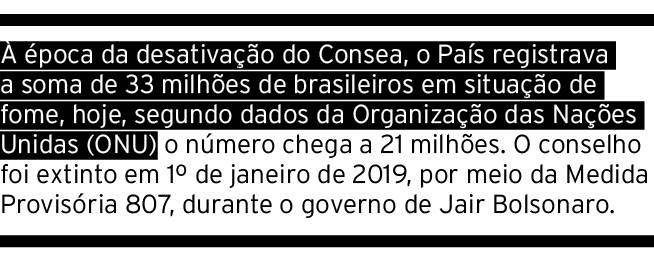 À época da desativação do Consea, o País registrava
a soma de 33 milhões de brasileiros em situação de
fome, hoje, segundo dados da Organização das Nações
Unidas (ONU) o número chega a 21 milhões. O conselho
foi extinto em 1º de janeiro de 2019, por meio da Medida
Provisória 807, durante o governo de Jair Bolsonaro.